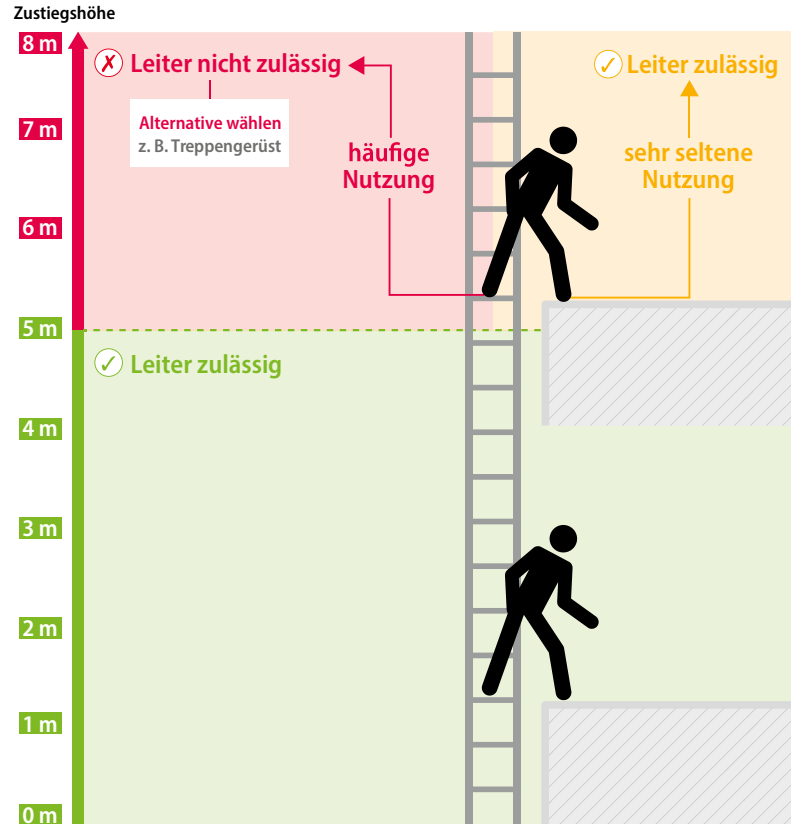 Zustiegshöhe
8 m
✗ Leiter nicht zulässig
✓ Leiter zulässig
Alternative wählen
z. B. Treppengerüst
7 m
häufige
Nutzung
sehr seltene
Nutzung
6 m
5 m
✓ Leiter zulässig
4 m
3 m
2 m
1 m
0 m